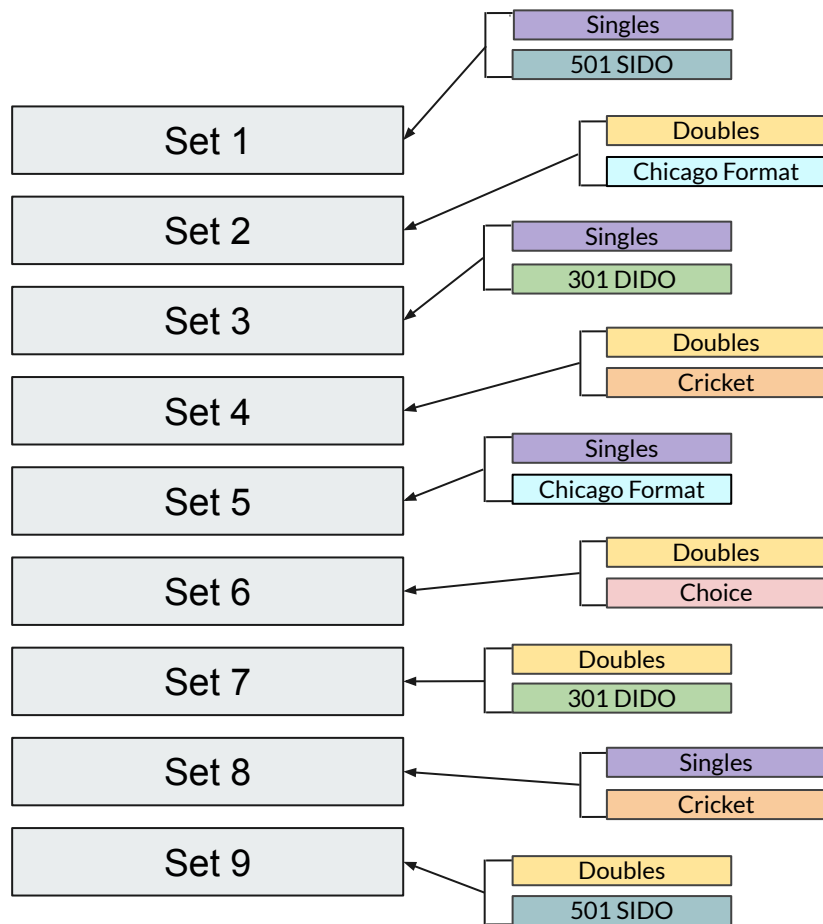 Singles
501 SIDO
Set 1
Doubles
Chicago Format
Set 2
Singles
301 DIDO
Set 3
Doubles
Cricket
Set 4
Singles
Chicago Format
Set 5
Doubles
Choice
Set 6
Doubles
301 DIDO
Set 7
Singles
Cricket
Set 8
Doubles
501 SIDO
Set 9